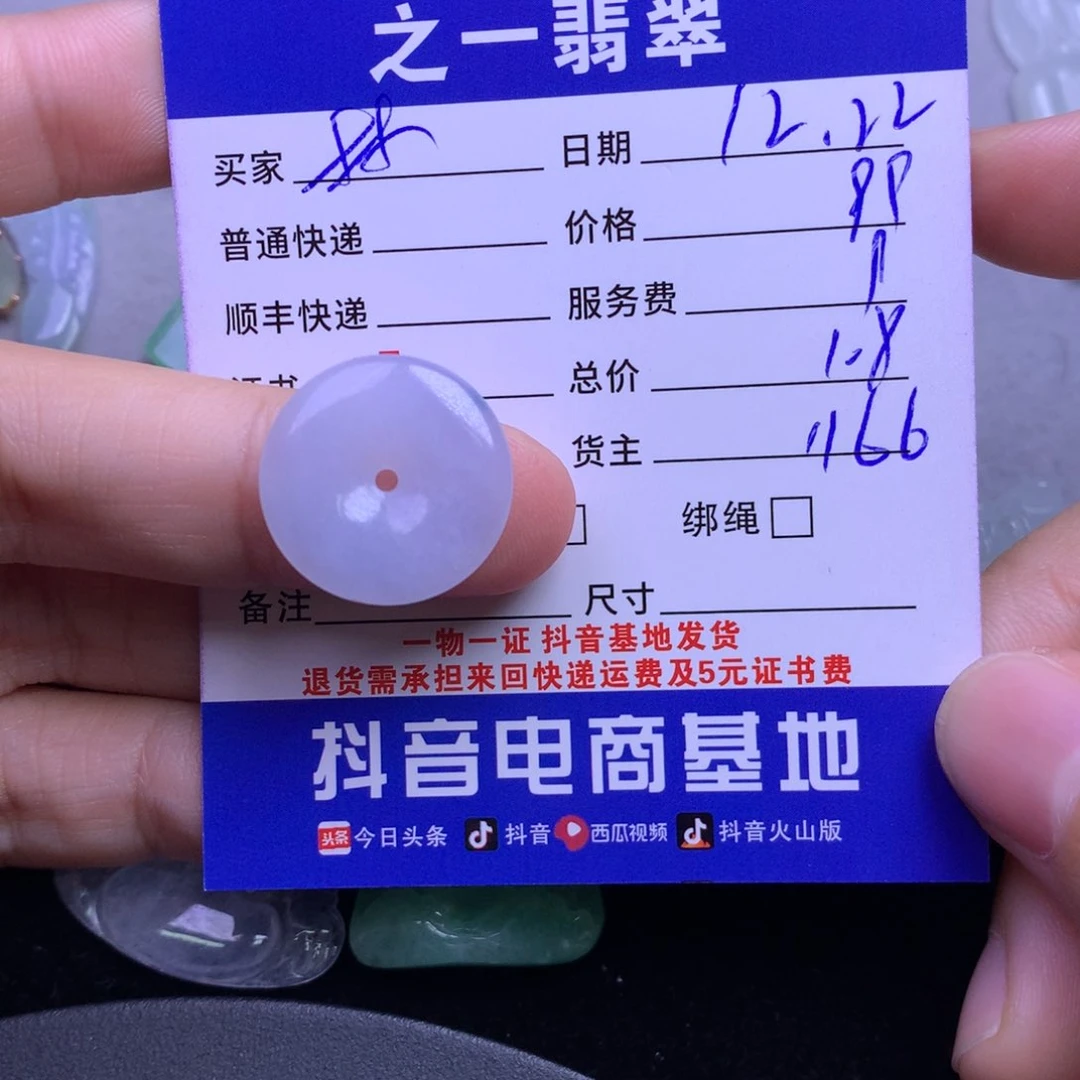 之一翡翠
买家 日期 12.22
普通快递 价格 99
顺丰快递 服务费 1
证书 总价 1.8
货主 1166
绑绳
备注 尺寸
一物一证 抖音基地发货
退货需承担来回快递运费及5元证书费
抖音电商基地
头条 今日头条 抖音 西瓜视频 抖音火山版